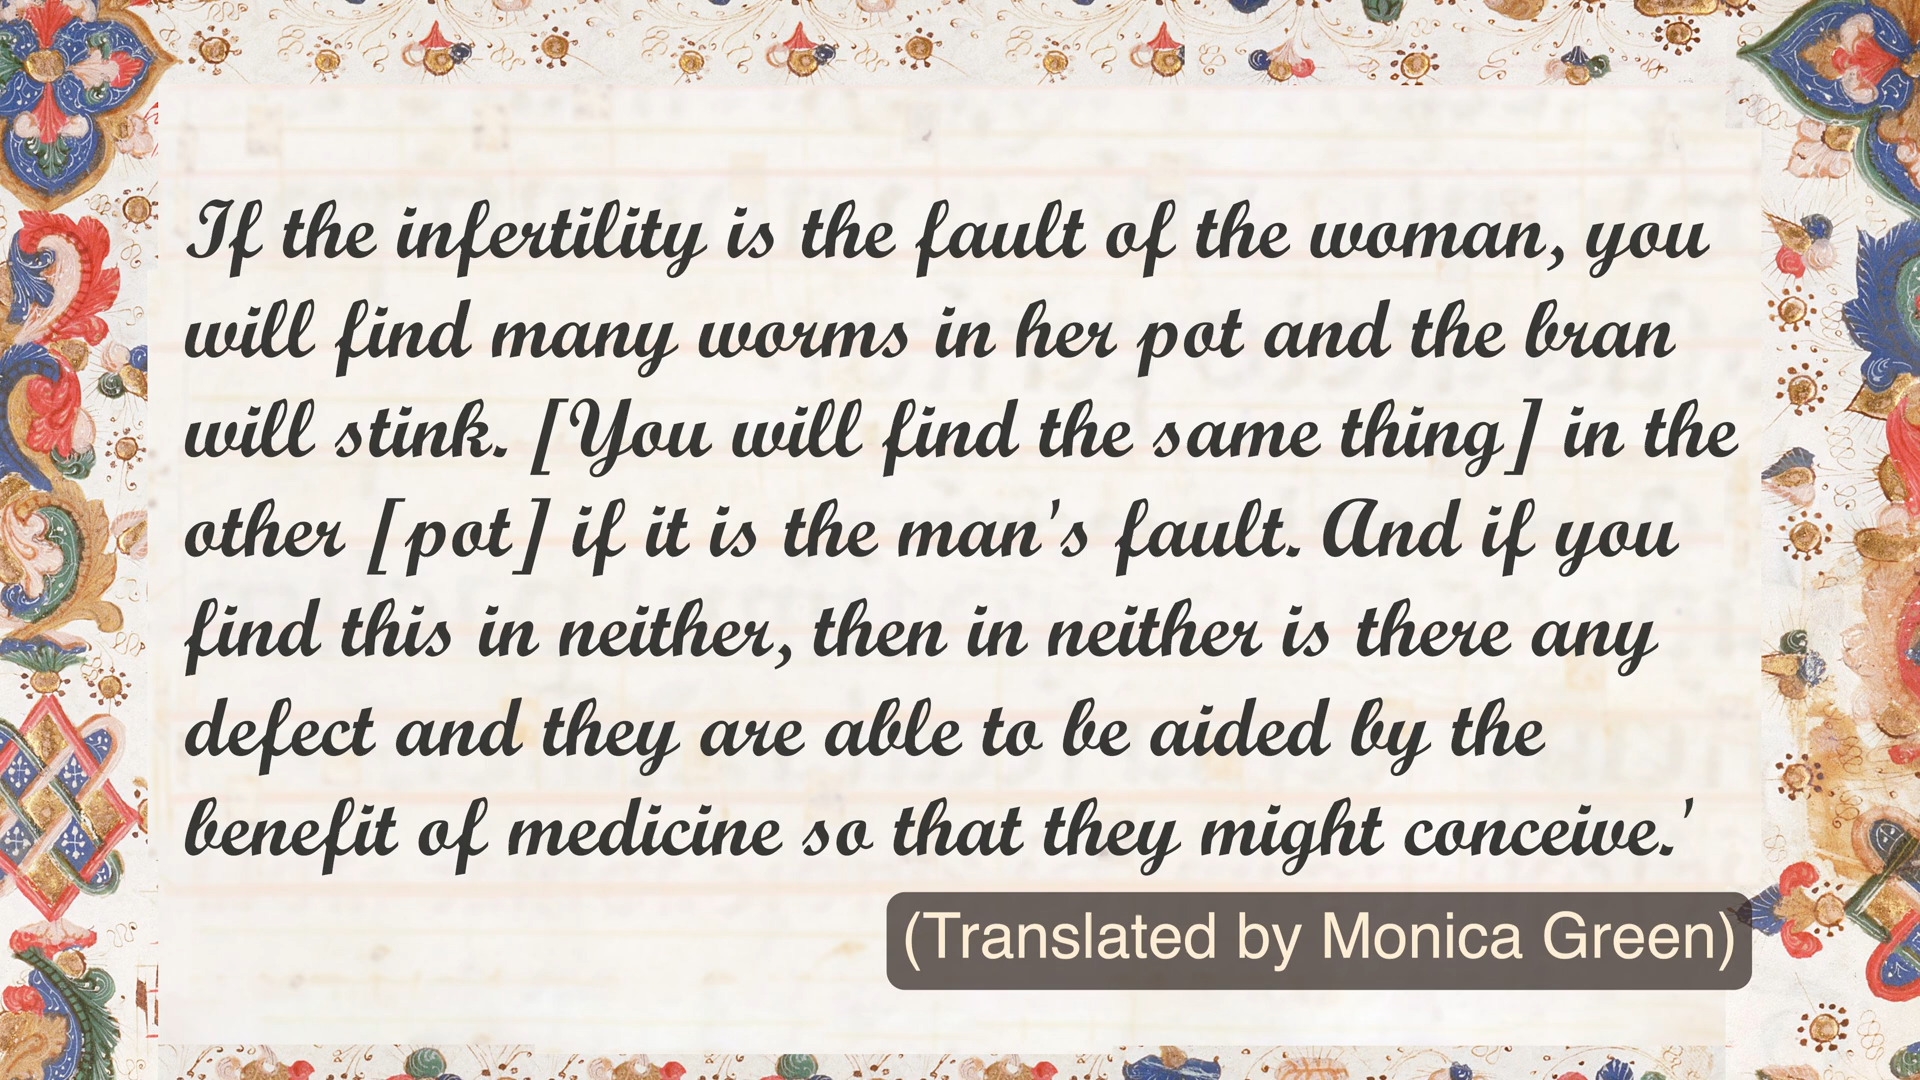 If the infertility is the fault of the woman, you
will find many worms in her pot and the bran
will stink. [You will find the same thing] in the
other [pot] if it is the man's fault. And if you
find this in neither, then in neither is there any
defect and they are able to be aided by the
benefit of medicine so that they might conceive.'
(Translated by Monica Green)